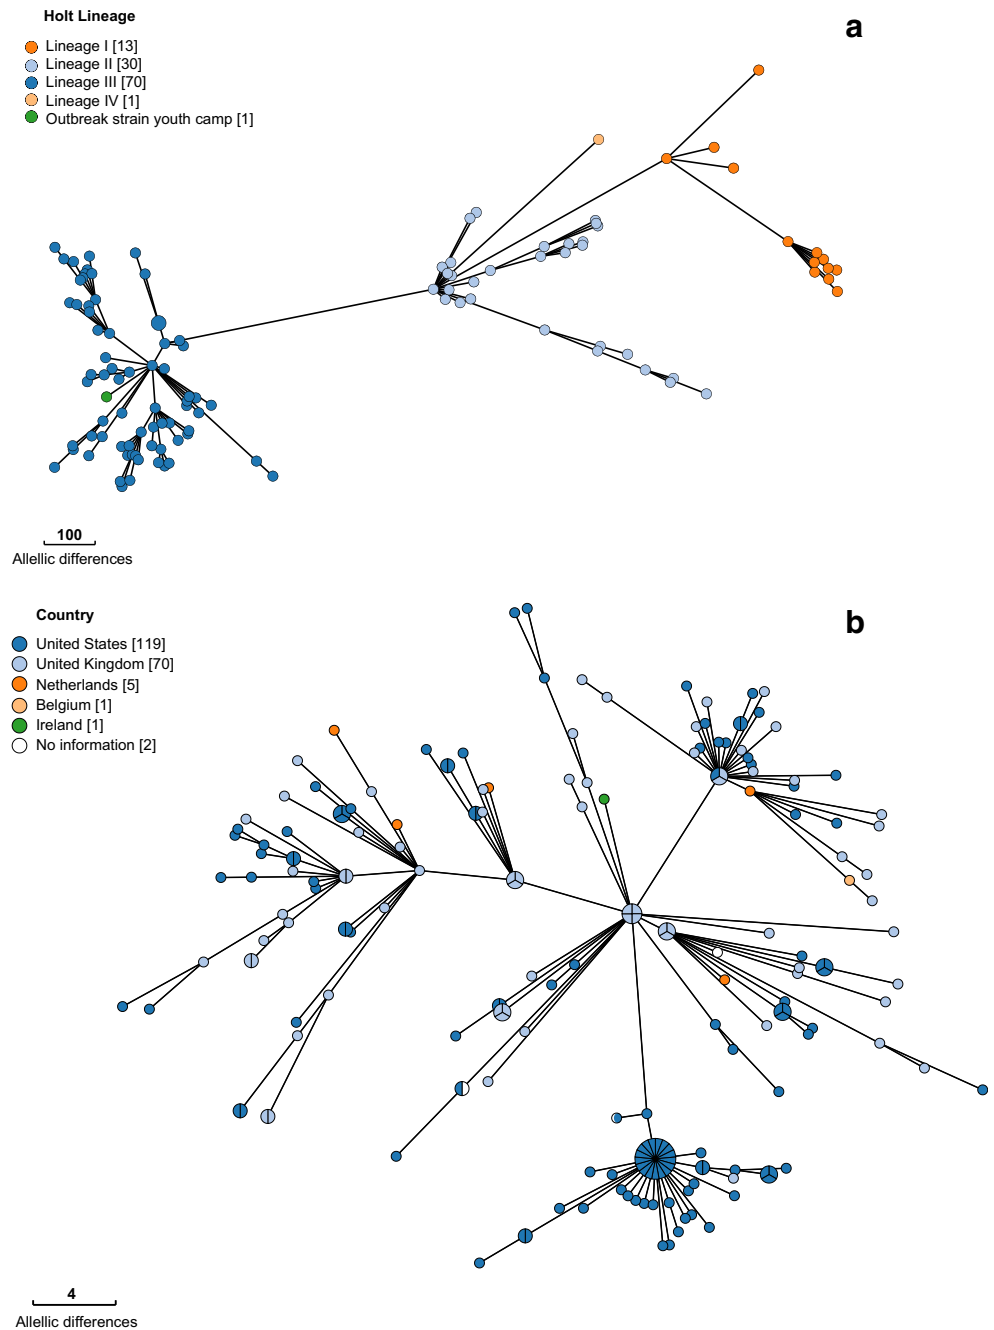 Holt Lineage
a
Lineage I [13]
Lineage II [30]
Lineage III [70]
Lineage IV [1]
Outbreak strain youth camp [1]
100
Allellic differences
Country
b
United States [119]
United Kingdom [70]
Netherlands [5]
Belgium [1]
Ireland [1]
No information [2]
4
Allellic differences